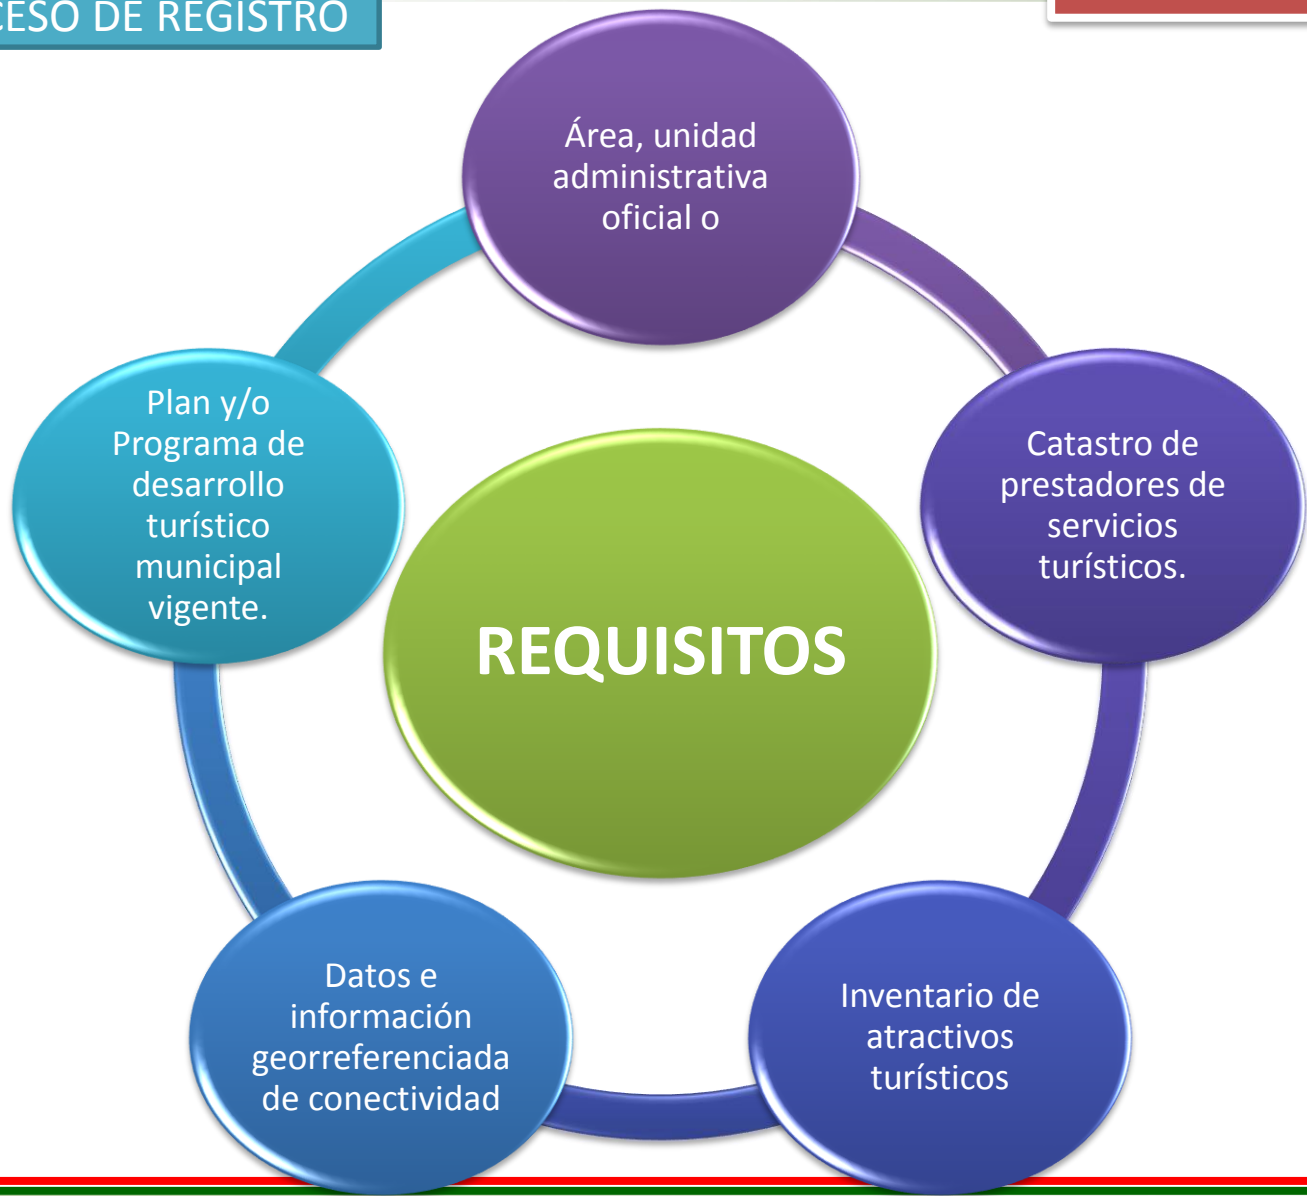 CESO DE REGISTRO
Área, unidad
administrativa
oficial o
Plan y/o
Programa de
desarrollo
turístico
municipal
vigente.
Catastro de
prestadores de
servicios
turísticos.
REQUISITOS
Datos e
información
georreferenciada
de conectividad
Inventario de
atractivos
turísticos